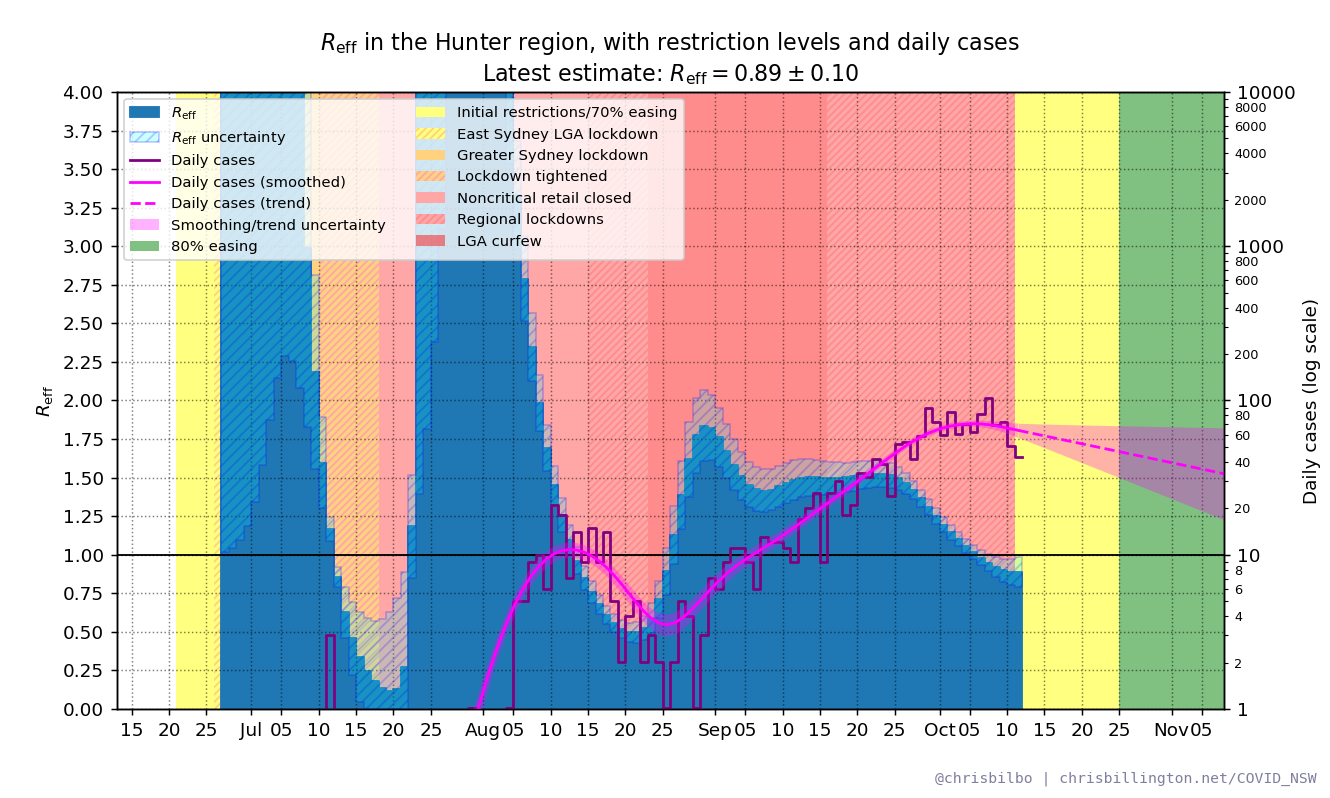 R_eff in the Hunter region, with restriction levels and daily cases
Latest estimate: R_eff = 0.89 ± 0.10
R_eff
R_eff uncertainty
Daily cases
Daily cases (smoothed)
Daily cases (trend)
Smoothing/trend uncertainty
80% easing
Initial restrictions/70% easing
East Sydney LGA lockdown
Greater Sydney lockdown
Lockdown tightened
Noncritical retail closed
Regional lockdowns
LGA curfew
R_eff
4.00
3.75
3.50
3.25
3.00
2.75
2.50
2.25
2.00
1.75
1.50
1.25
1.00
0.75
0.50
0.25
0.00
10000
8000
6000
4000
2000
1000
800
600
400
200
100
80
60
40
20
10
8
6
4
2
1
Daily cases (log scale)
15 20 25 Jul 05 10 15 20 25 Aug 05 10 15 20 25 Sep 05 10 15 20 25 Oct 05 10 15 20 25 Nov 05
@chrisbilbo | chrisbillington.net/COVID_NSW